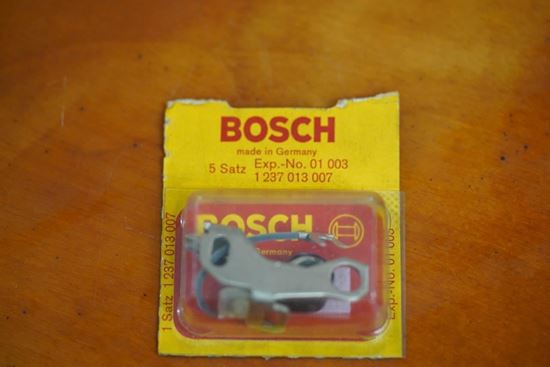 BOSCH
made in Germany
5 Satz Exp.-No. 01 003
1 237 013 007
BOSCH
Germany
1 Satz 1 237 013 007
Exp.-No. 01 003